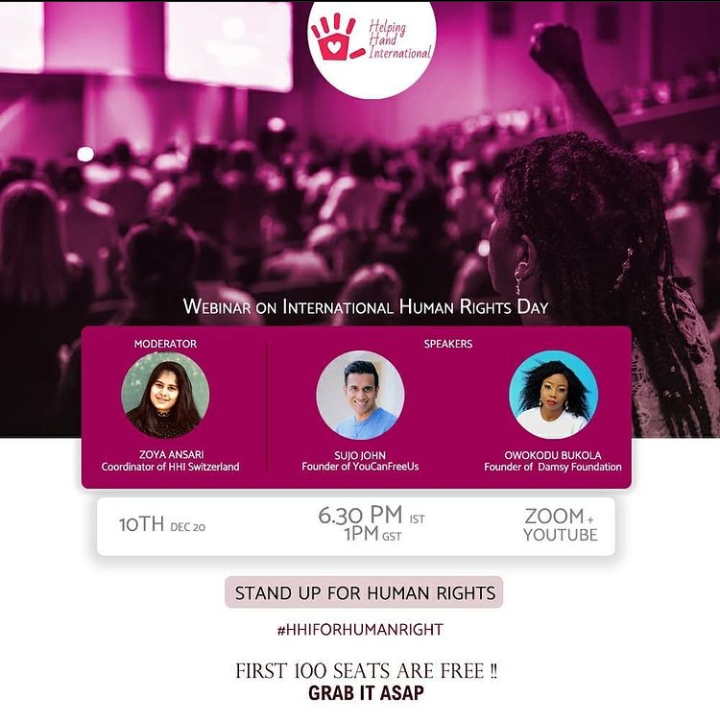 Helping
Hand
International
WEBINAR ON INTERNATIONAL HUMAN RIGHTS DAY
MODERATOR
SPEAKERS
ZOYA ANSARI
Coordinator of HHI Switzerland
SUJO JOHN
Founder of YouCanFreeUs
OWOKODU BUKOLA
Founder of Damsy Foundation
10TH DEC 20
6.30 PM IST
1PM GST
ZOOM+
YOUTUBE
STAND UP FOR HUMAN RIGHTS
#HHIFORHUMANRIGHT
FIRST 100 SEATS ARE FREE !!
GRAB IT ASAP